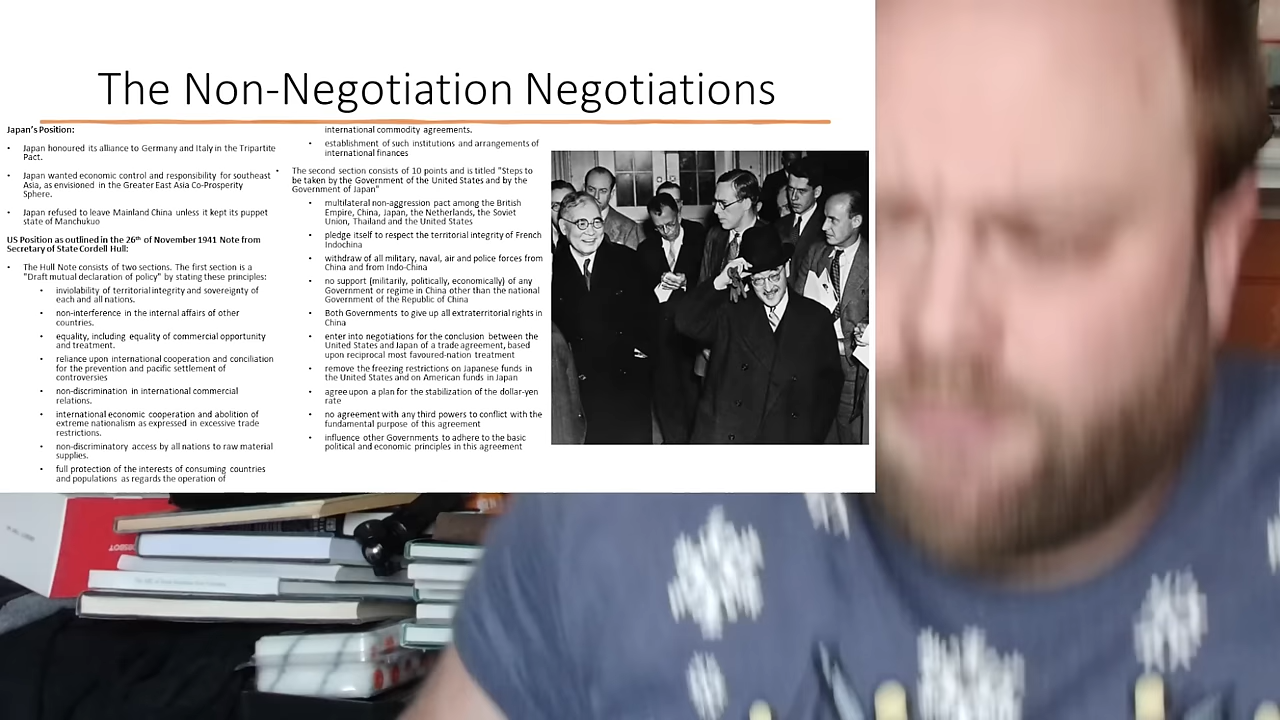 The Non-Negotiation Negotiations
Japan's Position:
• Japan honoured its alliance to Germany and Italy in the Tripartite
Pact.
• Japan wanted economic control and responsibility for southeast
Asia, as envisioned in the Greater East Asia Co-Prosperity
Sphere.
• Japan refused to leave Mainland China unless it kept its puppet
state of Manchukuo
US Position as outlined in the 26th of November 1941 Note from
Secretary of State Cordell Hull:
• The Hull Note consists of two sections. The first section is a
"Draft mutual declaration of policy" by stating these principles:
• inviolability of territorial integrity and sovereignty of
each and all nations.
• non-interference in the internal affairs of other
countries.
• equality, including equality of commercial opportunity
and treatment.
• reliance upon international cooperation and conciliation
for the prevention and pacific settlement of
controversies
• non-discrimination in international commercial
relations.
• international economic cooperation and abolition of
extreme nationalism as expressed in excessive trade
restrictions.
• non-discriminatory access by all nations to raw material
supplies.
• full protection of the interests of consuming countries
and populations as regards the operation of
international commodity agreements.
• establishment of such institutions and arrangements of
international finances
• The second section consists of 10 points and is titled "Steps to
be taken by the Government of the United States and by the
Government of Japan"
• multilateral non-aggression pact among the British
Empire, China, Japan, the Netherlands, the Soviet
Union, Thailand and the United States
• pledge itself to respect the territorial integrity of French
Indochina
• withdraw of all military, naval, air and police forces from
China and from Indo-China
• no support (militarily, politically, economically) of any
Government or regime in China other than the national
Government of the Republic of China
• Both Governments to give up all extraterritorial rights in
China
• enter into negotiations for the conclusion between the
United States and Japan of a trade agreement, based
upon reciprocal most favoured-nation treatment
• remove the freezing restrictions on Japanese funds in
the United States and on American funds in Japan
• agree upon a plan for the stabilization of the dollar-yen
rate
• no agreement with any third powers to conflict with the
fundamental purpose of this agreement
• influence other Governments to adhere to the basic
political and economic principles in this agreement